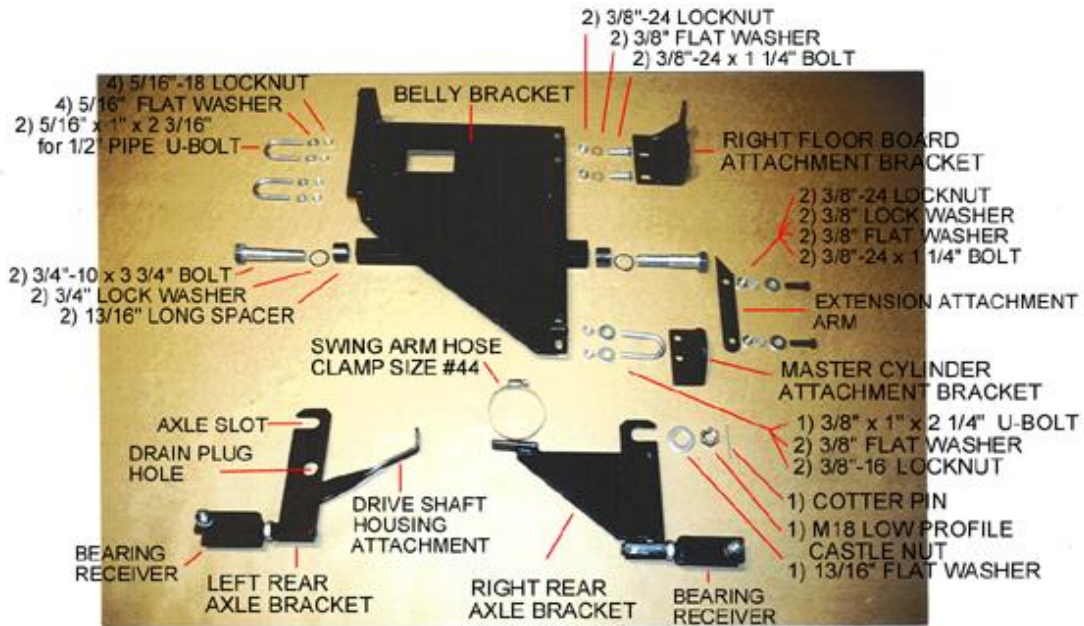 2) 3/8"-24 LOCKNUT
2) 3/8" FLAT WASHER
2) 3/8"-24 x 1 1/4" BOLT
4) 5/16"-18 LOCKNUT
4) 5/16" FLAT WASHER
2) 5/16" x 1" x 2 3/16"
for 1/2" PIPE U-BOLT
BELLY BRACKET
RIGHT FLOOR BOARD
ATTACHMENT BRACKET
2) 3/8"-24 LOCKNUT
2) 3/8" LOCK WASHER
2) 3/8" FLAT WASHER
2) 3/8"-24 x 1 1/4" BOLT
2) 3/4"-10 x 3 3/4" BOLT
2) 3/4" LOCK WASHER
2) 13/16" LONG SPACER
EXTENSION ATTACHMENT
ARM
SWING ARM HOSE
CLAMP SIZE #44
MASTER CYLINDER
ATTACHMENT BRACKET
AXLE SLOT
DRAIN PLUG
HOLE
1) 3/8" x 1" x 2 1/4" U-BOLT
2) 3/8" FLAT WASHER
2) 3/8"-16 LOCKNUT
DRIVE SHAFT
HOUSING
ATTACHMENT
1) COTTER PIN
1) M18 LOW PROFILE
CASTLE NUT
1) 13/16" FLAT WASHER
BEARING
RECEIVER
LEFT REAR
AXLE BRACKET
RIGHT REAR
AXLE BRACKET
BEARING
RECEIVER